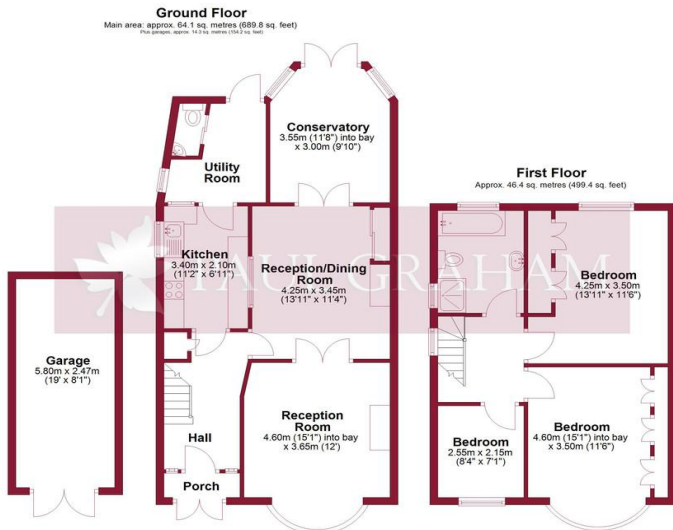 Ground Floor
Main area: approx. 64.1 sq. metres (689.8 sq. feet)
Plus garages, approx. 14.3 sq. metres (154.2 sq. feet)
Conservatory
3.55m (11'8") into bay
x 3.00m (9'10")
Utility
Room
Kitchen
3.40m x 2.10m
(11'2" x 6'11")
Reception/Dining
Room
4.25m x 3.45m
(13'11" x 11'4")
Garage
5.80m x 2.47m
(19' x 8'1")
Hall
Reception
Room
4.60m (15'1") into bay
x 3.65m (12')
Porch
First Floor
Approx. 46.4 sq. metres (499.4 sq. feet)
Bedroom
4.25m x 3.50m
(13'11" x 11'6")
Bedroom
2.55m x 2.15m
(8'4" x 7'1")
Bedroom
4.60m (15'1") into bay
x 3.50m (11'6")
PAUL GRAHAM